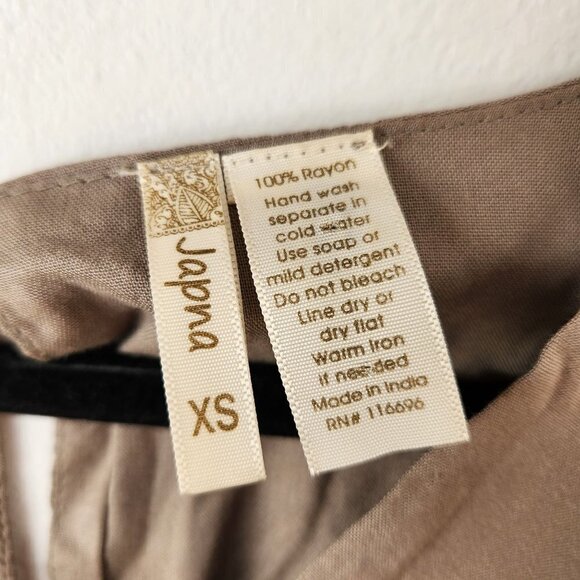 Japna
XS
100% Rayon
Hand wash
separate in
cold water
Use soap or
mild detergent
Do not bleach
Line dry or
dry flat
Warm Iron
if needed
Made in India
RN# 116696